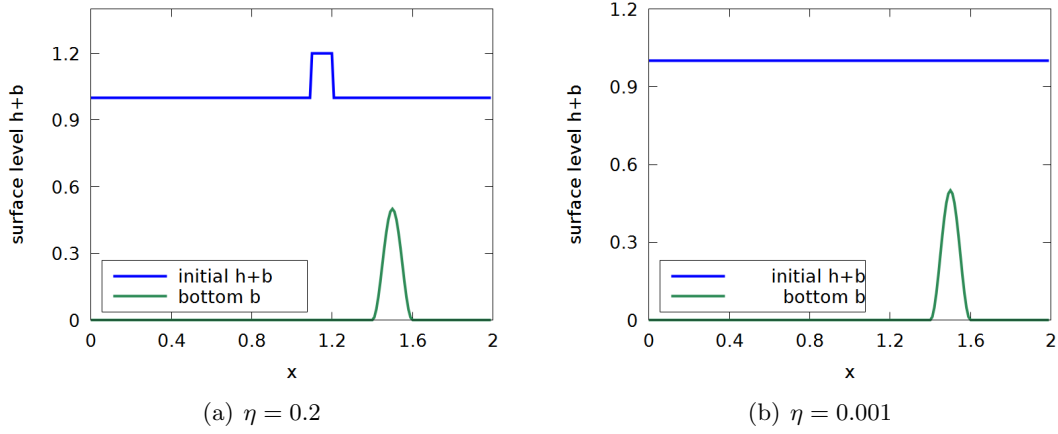 surface level h+b
1.2
0.9
0.6
0.3
0
initial h+b
bottom b
0 0.4 0.8 1.2 1.6 2
x
(a) η = 0.2
surface level h+b
1.2
0.9
0.6
0.3
0
initial h+b
bottom b
0 0.4 0.8 1.2 1.6 2
x
(b) η = 0.001